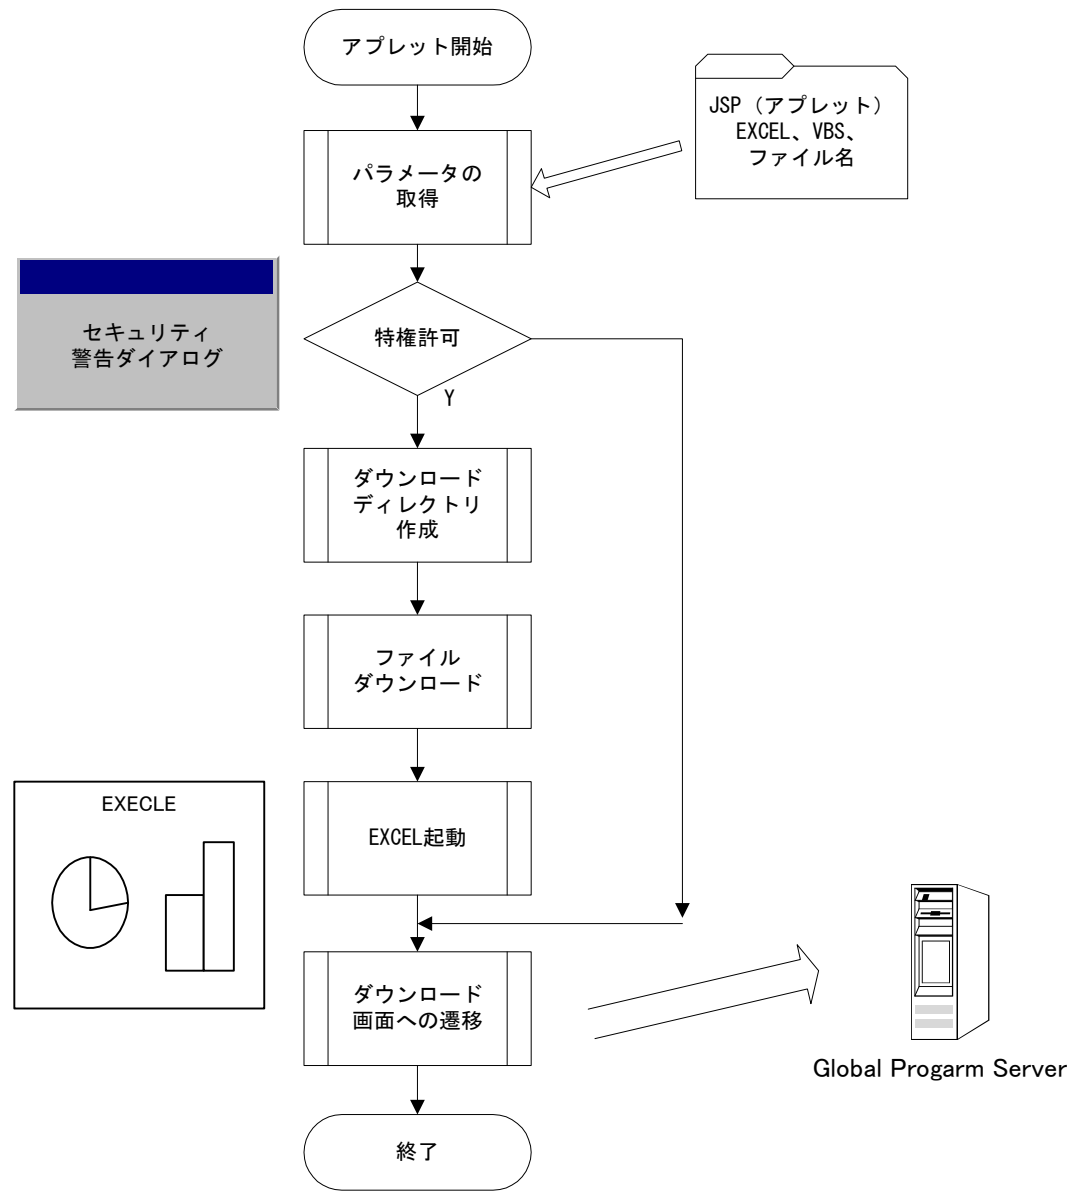 アプレット開始
JSP（アプレット）
EXCEL、VBS、
ファイル名
パラメータの
取得
セキュリティ
警告ダイアログ
特権許可
Y
ダウンロード
ディレクトリ
作成
ファイル
ダウンロード
EXECLE
EXCEL起動
ダウンロード
画面への遷移
Global Progarm Server
終了